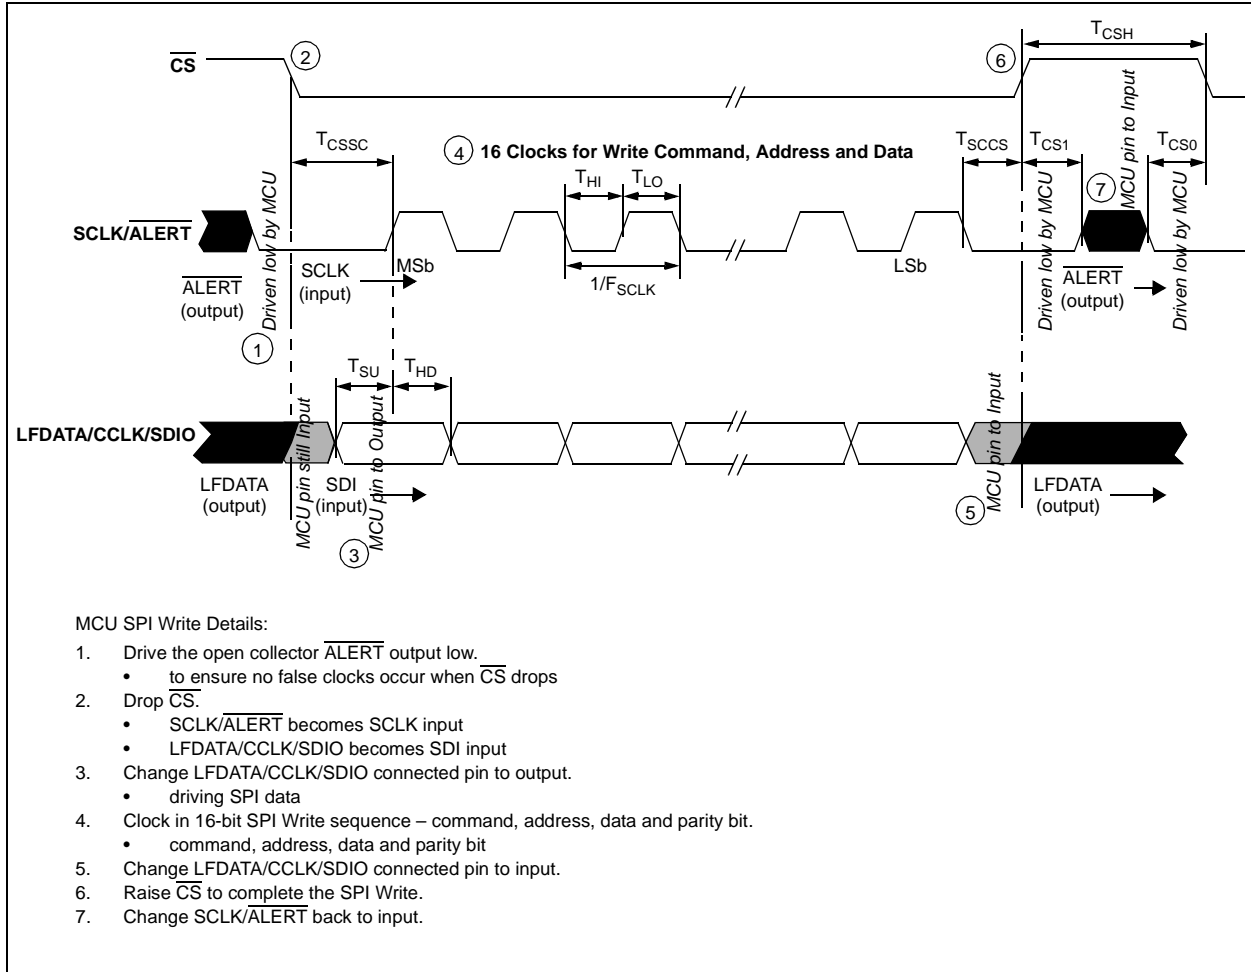 CS
2
6
TCSH
TCSSC
4 16 Clocks for Write Command, Address and Data
TSCCS
TCS1
MCU pin to Input
TCS0
THI
TLO
7
SCLK/ALERT
Driven low by MCU
MSb
LSb
1/FSCLK
ALERT
(output)
SCLK
(input)
Driven low by MCU
ALERT
(output)
Driven low by MCU
1
TSU
THD
LFDATA/CCLK/SDIO
MCU pin still Input
MCU pin to Output
MCU pin to Input
LFDATA
(output)
SDI
(input)
3
5
LFDATA
(output)
MCU SPI Write Details:
1. Drive the open collector ALERT output low.
• to ensure no false clocks occur when CS drops
2. Drop CS.
• SCLK/ALERT becomes SCLK input
• LFDATA/CCLK/SDIO becomes SDI input
3. Change LFDATA/CCLK/SDIO connected pin to output.
• driving SPI data
4. Clock in 16-bit SPI Write sequence – command, address, data and parity bit.
• command, address, data and parity bit
5. Change LFDATA/CCLK/SDIO connected pin to input.
6. Raise CS to complete the SPI Write.
7. Change SCLK/ALERT back to input.